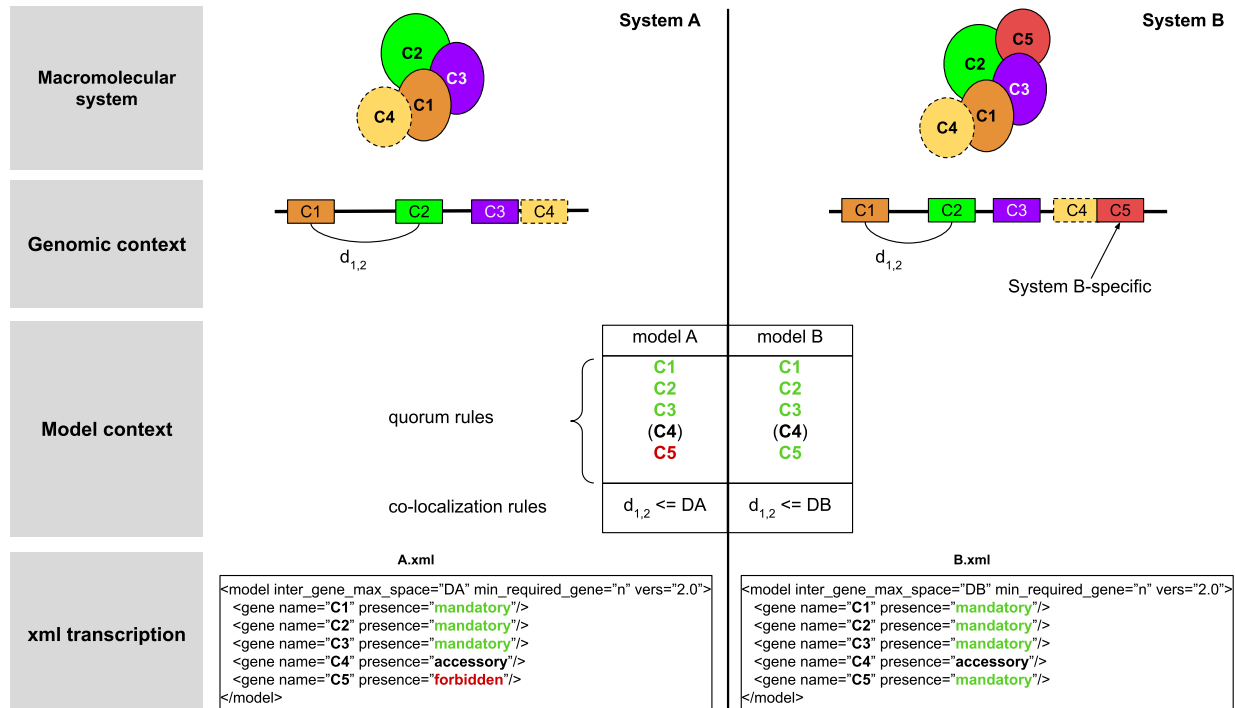 System A
System B
Macromolecular
system
C2
C3
C1
C4
C5
C2
C3
C1
C4
Genomic context
C1
C2
C3
C4
d1,2
C1
C2
C3
C4
C5
d1,2
System B-specific
Model context
model A
model B
quorum rules
C1
C1
C2
C2
C3
C3
(C4)
(C4)
C5
C5
co-localization rules
d1,2 <= DA
d1,2 <= DB
xml transcription
A.xml
<model inter_gene_max_space=”DA” min_required_gene=”n” vers=”2.0”>
<gene name=”C1” presence=”mandatory”/>
<gene name=”C2” presence=”mandatory”/>
<gene name=”C3” presence=”mandatory”/>
<gene name=”C4” presence=”accessory”/>
<gene name=”C5” presence=”forbidden”/>
</model>
B.xml
<model inter_gene_max_space=”DB” min_required_gene=”n” vers=”2.0”>
<gene name=”C1” presence=”mandatory”/>
<gene name=”C2” presence=”mandatory”/>
<gene name=”C3” presence=”mandatory”/>
<gene name=”C4” presence=”accessory”/>
<gene name=”C5” presence=”mandatory”/>
</model>